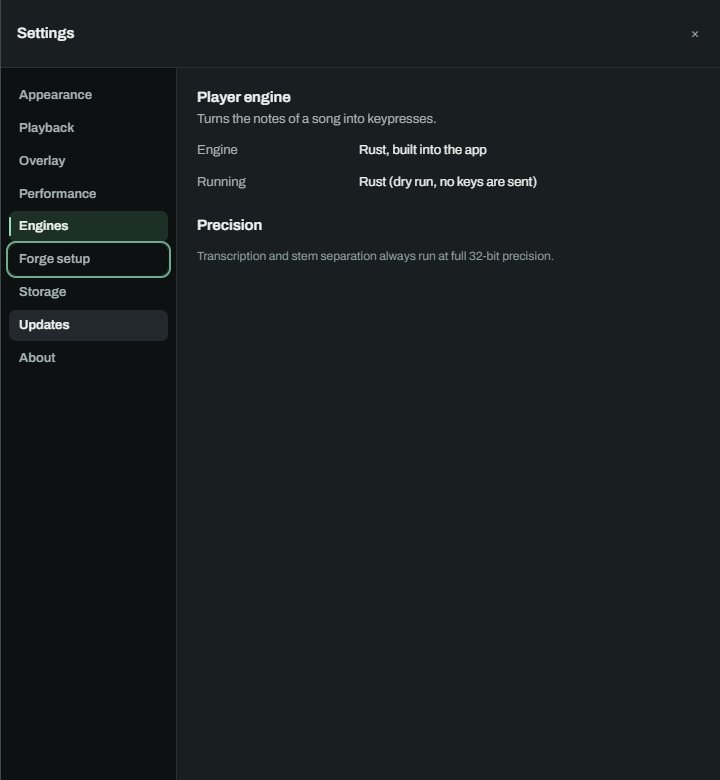 Settings
×
Appearance
Playback
Overlay
Performance
Engines
Forge setup
Storage
Updates
About
Player engine
Turns the notes of a song into keypresses.
Engine Rust, built into the app
Running Rust (dry run, no keys are sent)
Precision
Transcription and stem separation always run at full 32-bit precision.